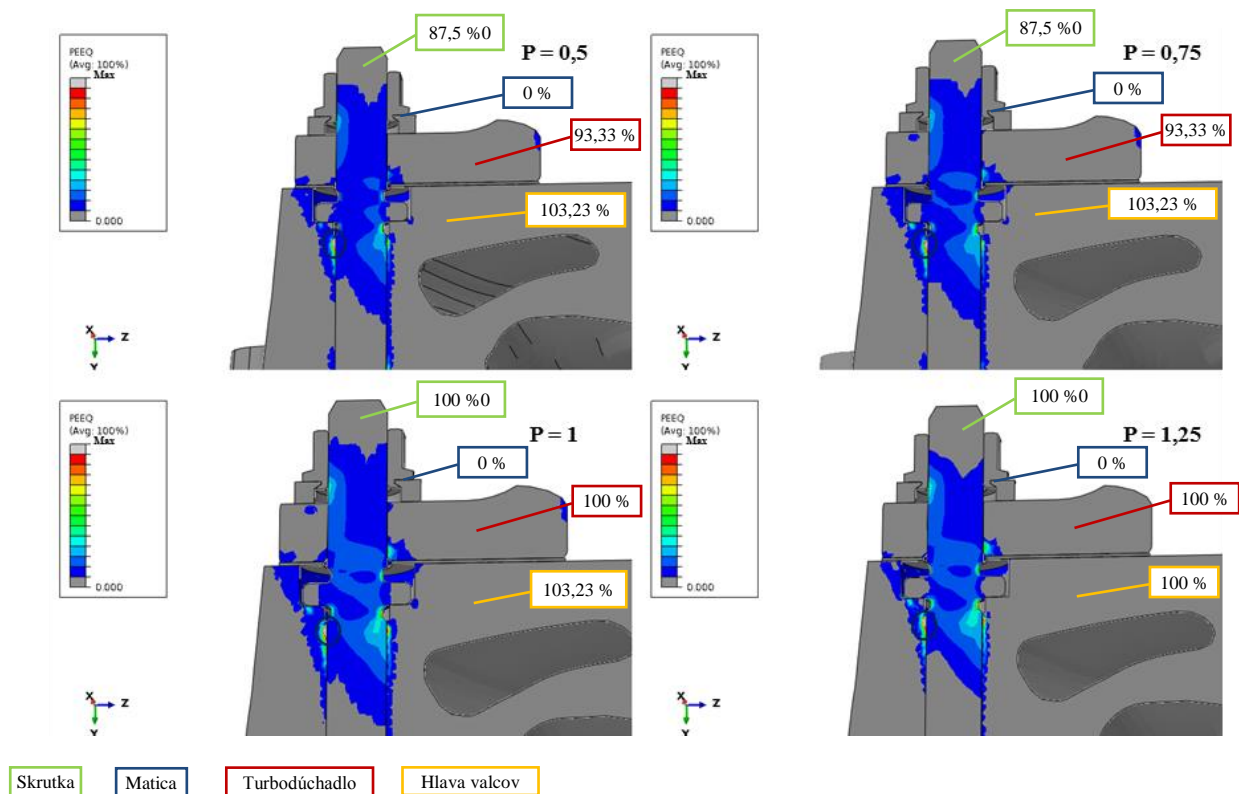 87,5 %0
P = 0,5
PEEQ
(Avg: 100%)
Max
0.000
0 %
93,33 %
103,23 %
X
Z
Y
87,5 %0
P = 0,75
PEEQ
(Avg: 100%)
Max
0.000
0 %
93,33 %
103,23 %
X
Z
Y
100 %0
P = 1
PEEQ
(Avg: 100%)
Max
0.000
0 %
100 %
103,23 %
X
Z
Y
100 %0
P = 1,25
PEEQ
(Avg: 100%)
Max
0.000
0 %
100 %
100 %
X
Z
Y
Skrutka
Matica
Turbodúchadlo
Hlava valcov